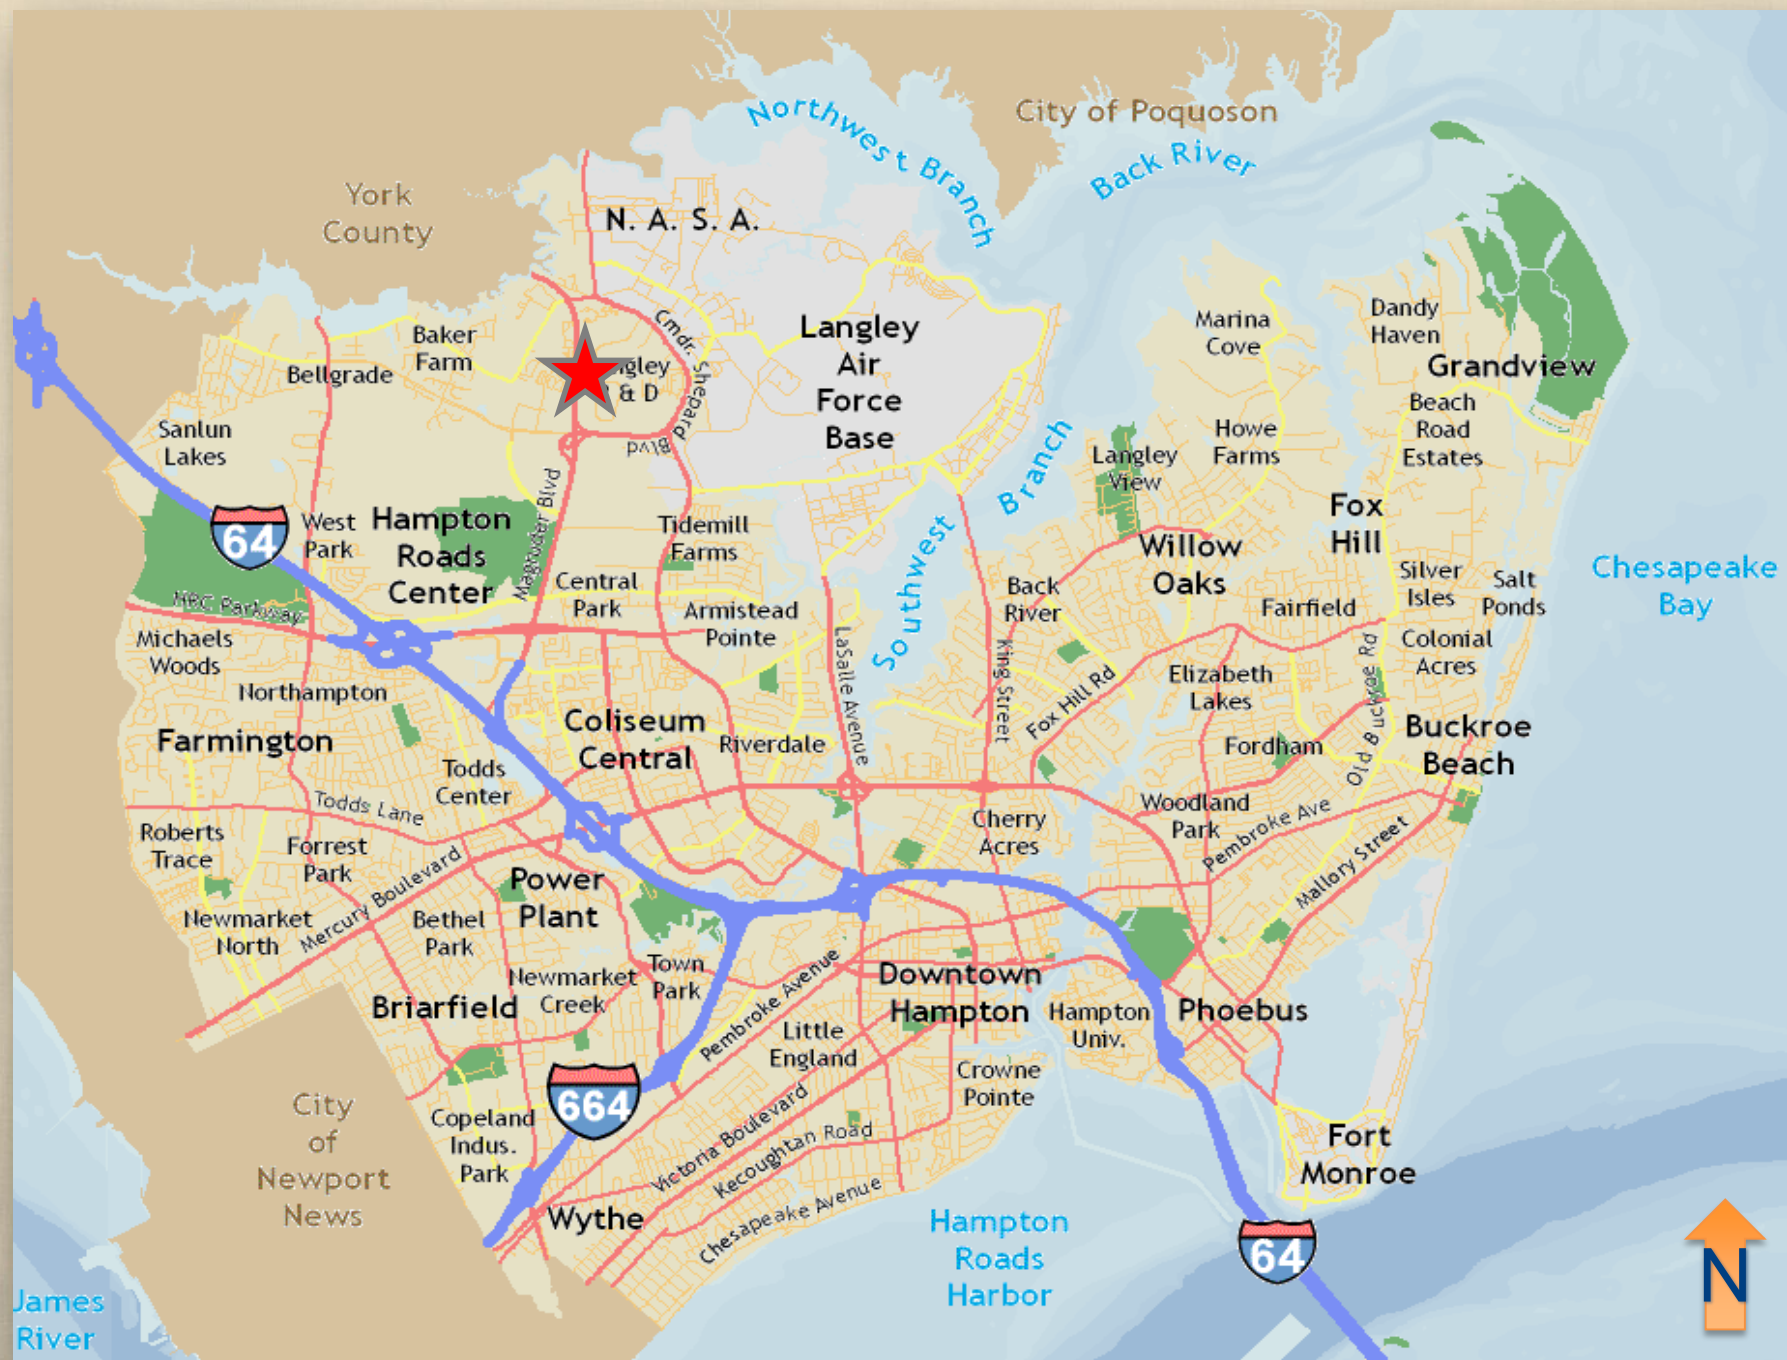 City of Poquoson
Northwest Branch
Back River
York
County
N. A. S. A.
Cmdr. Shepard
Blvd
Langley
Air
Force
Base
Marina
Cove
Dandy
Haven
Grandview
Baker
Farm
Bellgrade
& D
Beach
Road
Estates
Sanlun
Lakes
Howe
Farms
Langley
View
Magruder Blvd
Southwest Branch
64
West
Park
Hampton
Roads
Center
Tidemill
Farms
Fox
Hill
Willow
Oaks
Chesapeake
Bay
Central
Park
Back
River
Silver
Isles
Salt
Ponds
HRC Parkway
Armistead
Pointe
Fairfield
Michaels
Woods
LaSalle Avenue
King Street
Colonial
Acres
Northampton
Fox Hill Rd
Elizabeth
Lakes
Old Buckroe Rd
Farmington
Coliseum
Central
Riverdale
Fordham
Buckroe
Beach
Todds
Center
Todds Lane
Woodland
Park
Roberts
Trace
Forrest
Park
Cherry
Acres
Pembroke Ave
Mallory Street
Mercury Boulevard
Power
Plant
Newmarket
North
Bethel
Park
Newmarket
Creek
Town
Park
Pembroke Avenue
Downtown
Hampton
Briarfield
Hampton
Univ.
Phoebus
Little
England
Crowne
Pointe
664
City
of
Newport
News
Copeland
Indus.
Park
Victoria Boulevard
Kecoughtan Road
Chesapeake Avenue
Fort
Monroe
Wythe
Hampton
Roads
Harbor
64
N
James
River